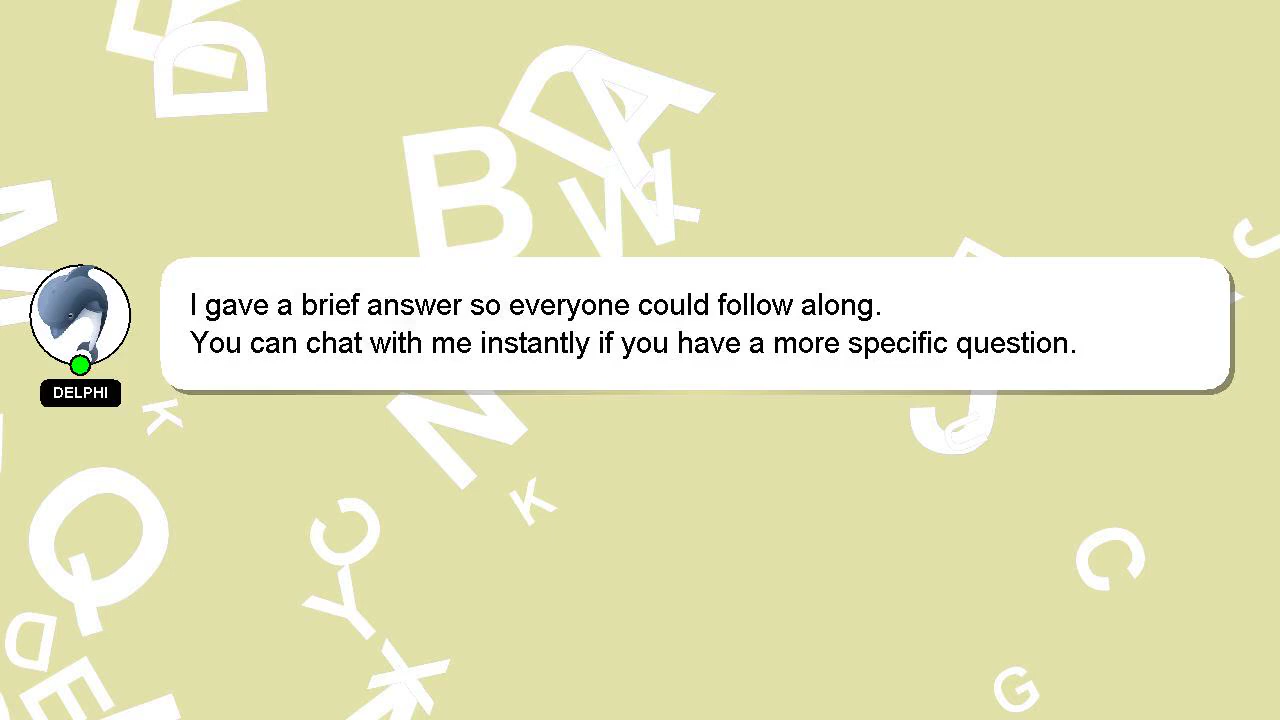 I gave a brief answer so everyone could follow along.
You can chat with me instantly if you have a more specific question.
DELPHI